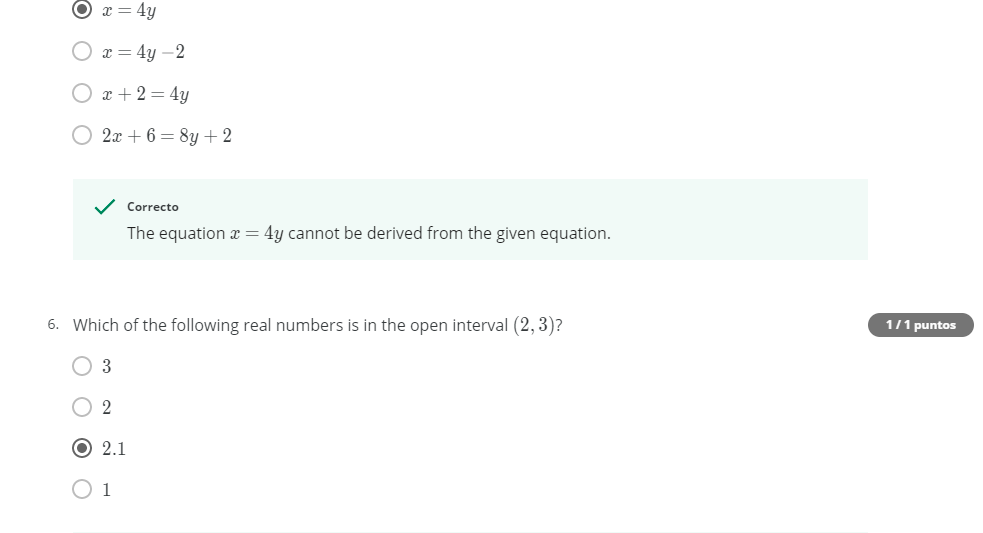 x = 4y
x = 4y −2
x + 2 = 4y
2x + 6 = 8y + 2
Correcto
The equation x = 4y cannot be derived from the given equation.
6. Which of the following real numbers is in the open interval (2, 3)?
1 / 1 puntos
3
2
2.1
1